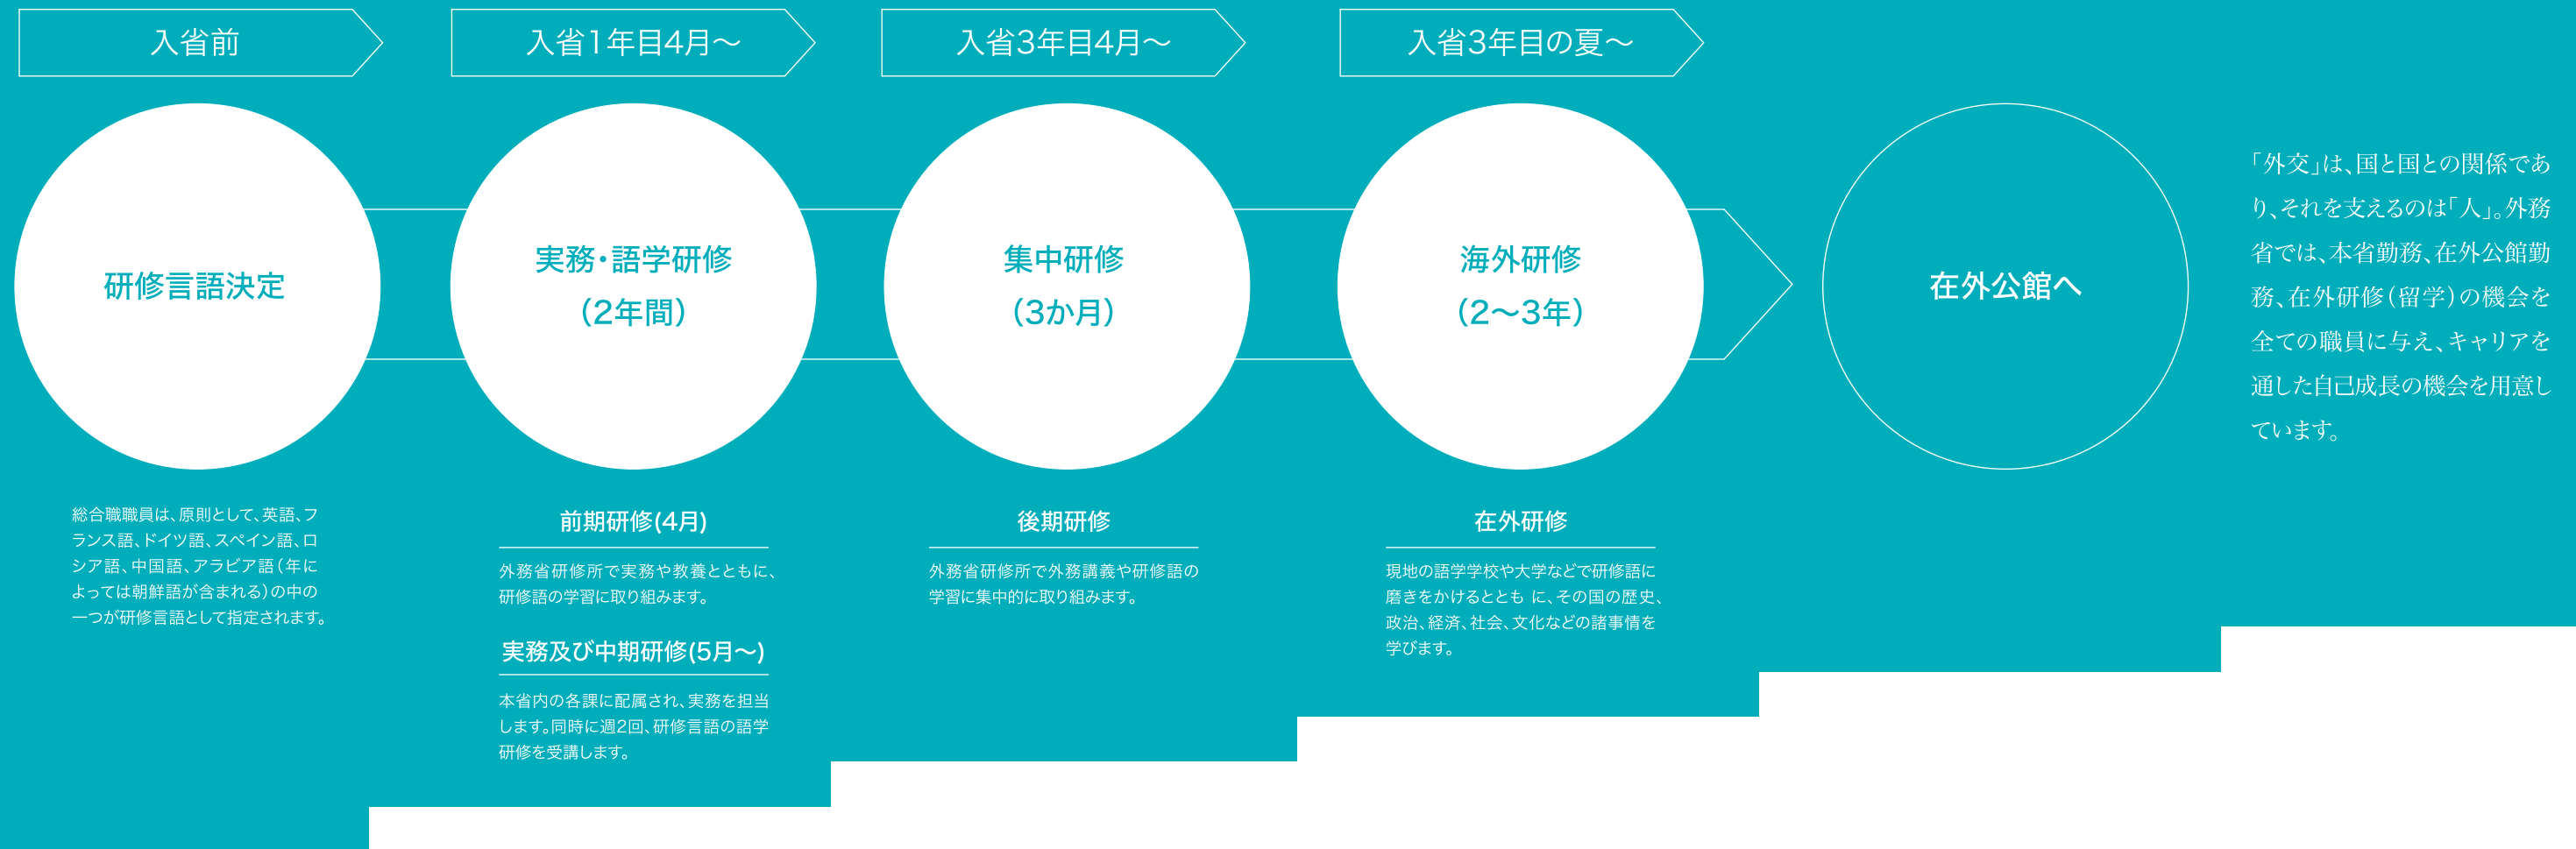 入省前
研修言語決定
総合職職員は、原則として、英語、フ
ランス語、ドイツ語、スペイン語、ロ
シア語、中国語、アラビア語（年に
よっては朝鮮語が含まれる）の中の
一つが研修言語として指定されます。
入省1年目4月～
実務・語学研修
（2年間）
前期研修(4月)
外務省研修所で実務や教養とともに、
研修語の学習に取り組みます。
実務及び中期研修(5月～)
本省内の各課に配属され、実務を担当
します。同時に週2回、研修言語の語学
研修を受講します。
入省3年目4月～
集中研修
（3か月）
後期研修
外務省研修所で外務講義や研修語の
学習に集中的に取り組みます。
入省3年目の夏～
海外研修
（2～3年）
在外研修
現地の語学学校や大学などで研修語に
磨きをかけるととも に、その国の歴史、
政治、経済、社会、文化などの諸事情を
学びます。
在外公館へ
「外交」は、国と国との関係であ
り、それを支えるのは「人」。外務
省では、本省勤務、在外公館勤
務、在外研修（留学）の機会を
全ての職員に与え、キャリアを
通した自己成長の機会を用意し
ています。